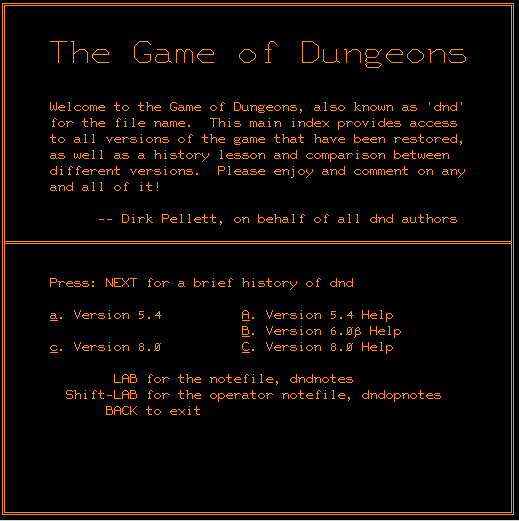 The Game of Dungeons
Welcome to the Game of Dungeons, also known as 'dnd'
for the file name.  This main index provides access
to all versions of the game that have been restored,
as well as a history lesson and comparison between
different versions.  Please enjoy and comment on any
and all of it!
-- Dirk Pellett, on behalf of all dnd authors
Press: NEXT for a brief history of dnd
a. Version 5.4 A. Version 5.4 Help
B. Version 6.0β Help
c. Version 8.0 C. Version 8.0 Help
LAB for the notefile, dndnotes
Shift-LAB for the operator notefile, dndopnotes
BACK to exit